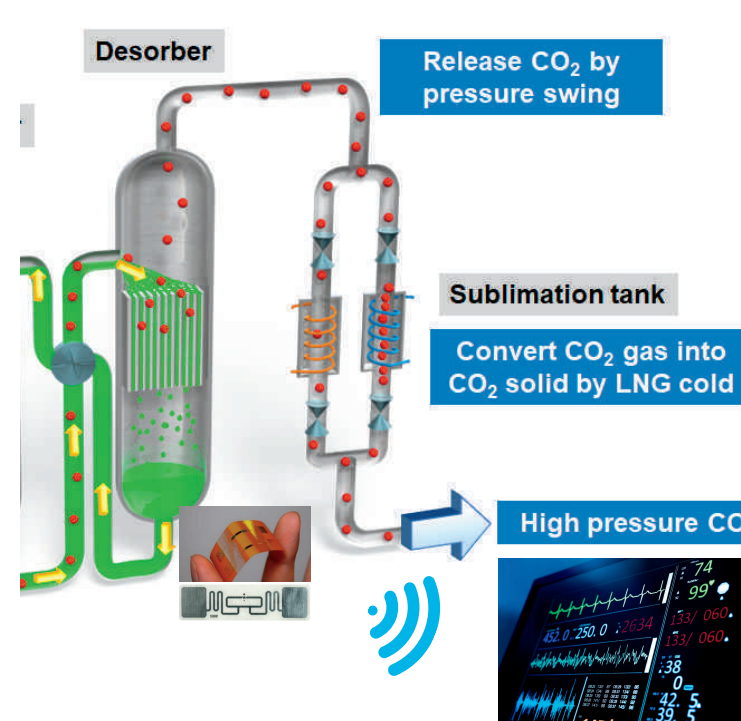 Desorber
Release CO₂ by
pressure swing
Sublimation tank
Convert CO₂ gas into
CO₂ solid by LNG cold
High pressure CO
74
99
452.0 250.0 2634
133/ 060.
133/ 060.
38
0
42. 5.
39 5